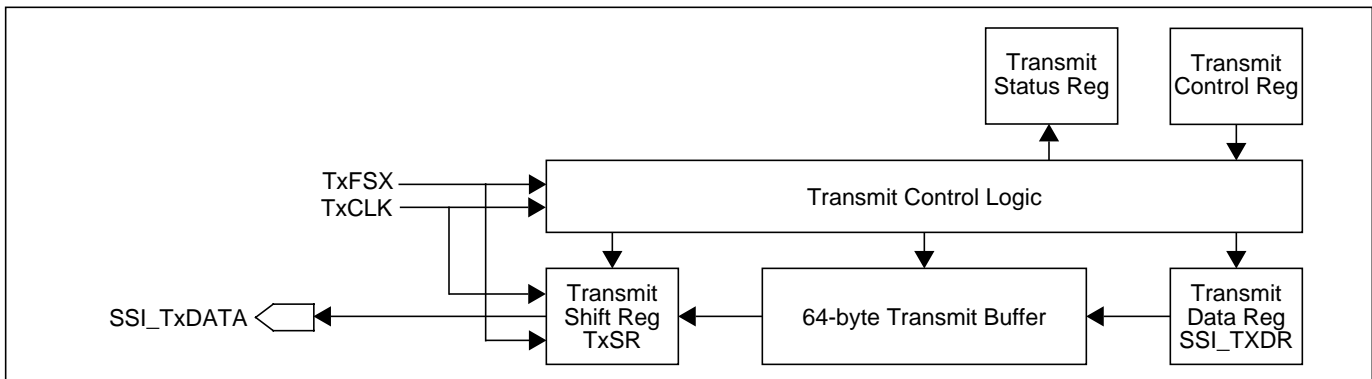 Transmit
Status Reg
Transmit
Control Reg
TxFSX
TxCLK
Transmit Control Logic
SSI_TxDATA
Transmit
Shift Reg
TxSR
64-byte Transmit Buffer
Transmit
Data Reg
SSI_TXDR